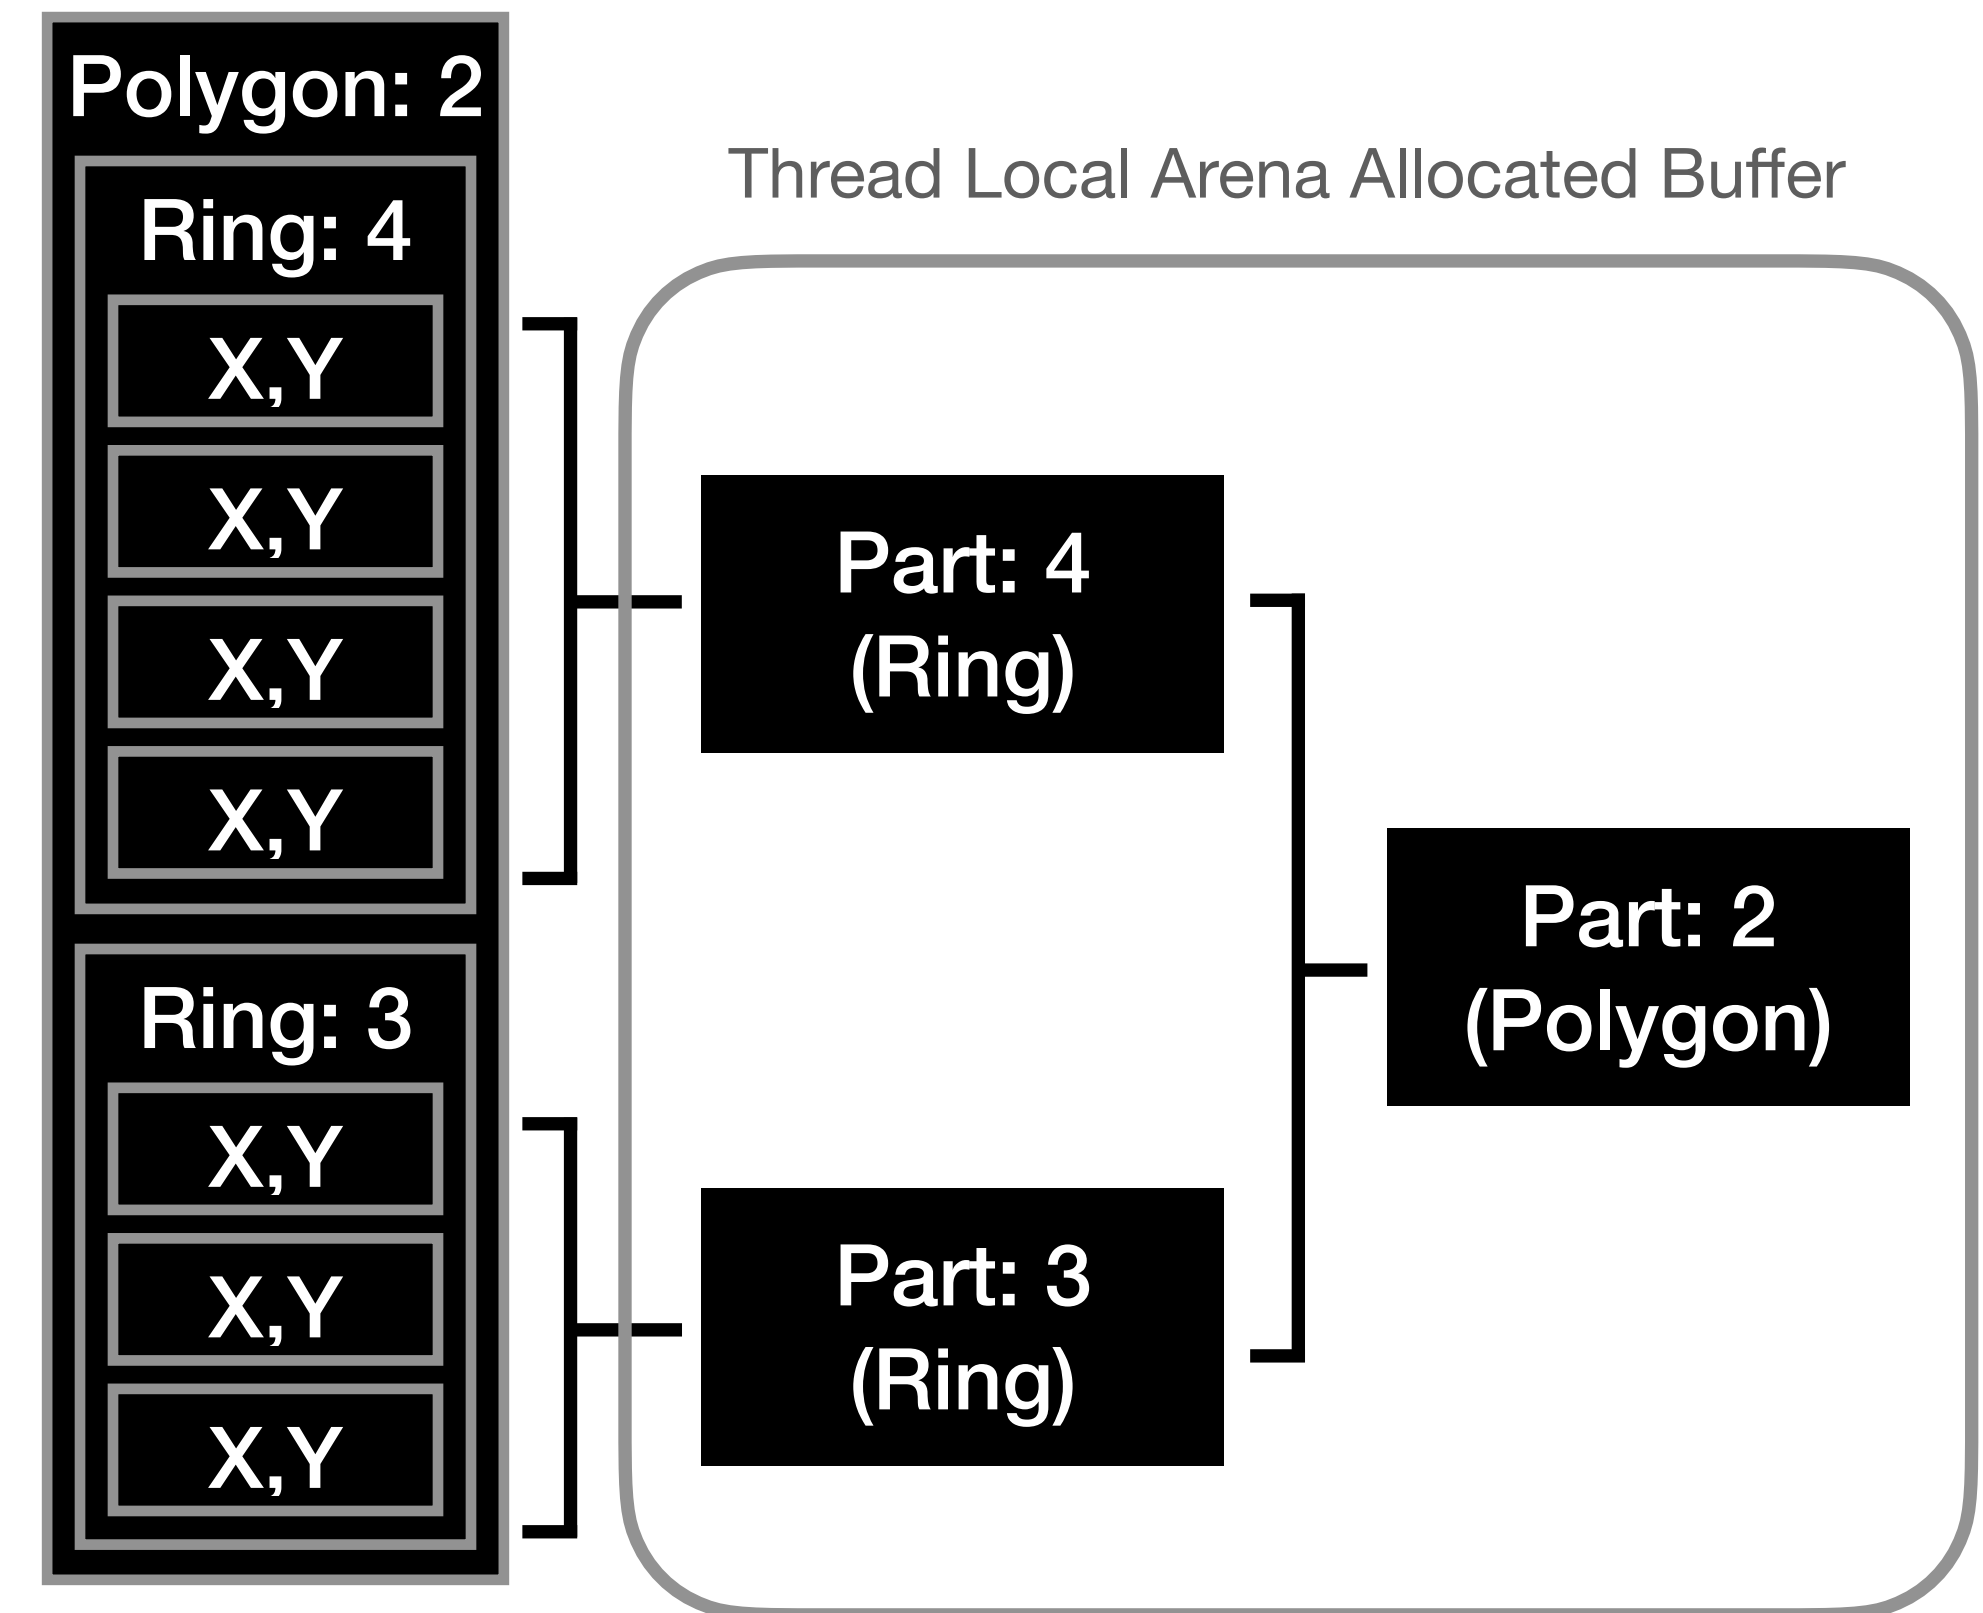 Polygon: 2
Ring: 4
X,Y
X,Y
X,Y
X,Y
Ring: 3
X,Y
X,Y
X,Y
Thread Local Arena Allocated Buffer
Part: 4
(Ring)
Part: 3
(Ring)
Part: 2
(Polygon)